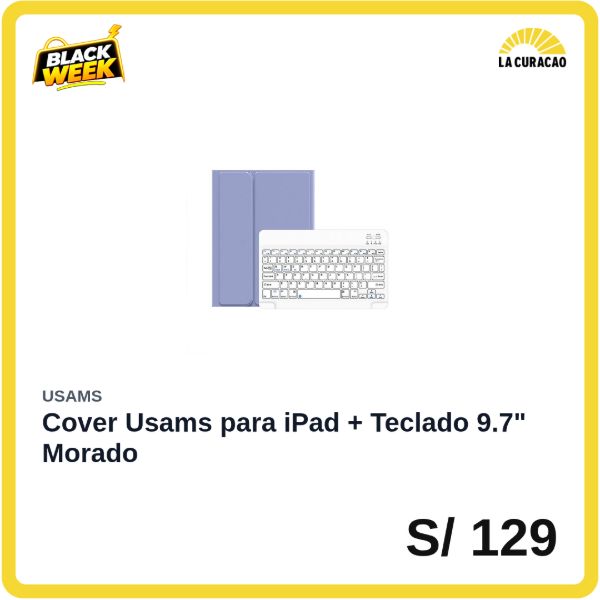 BLACK
WEEK
LA CURACAO
USAMS
Cover Usams para iPad + Teclado 9.7"
Morado
S/ 129